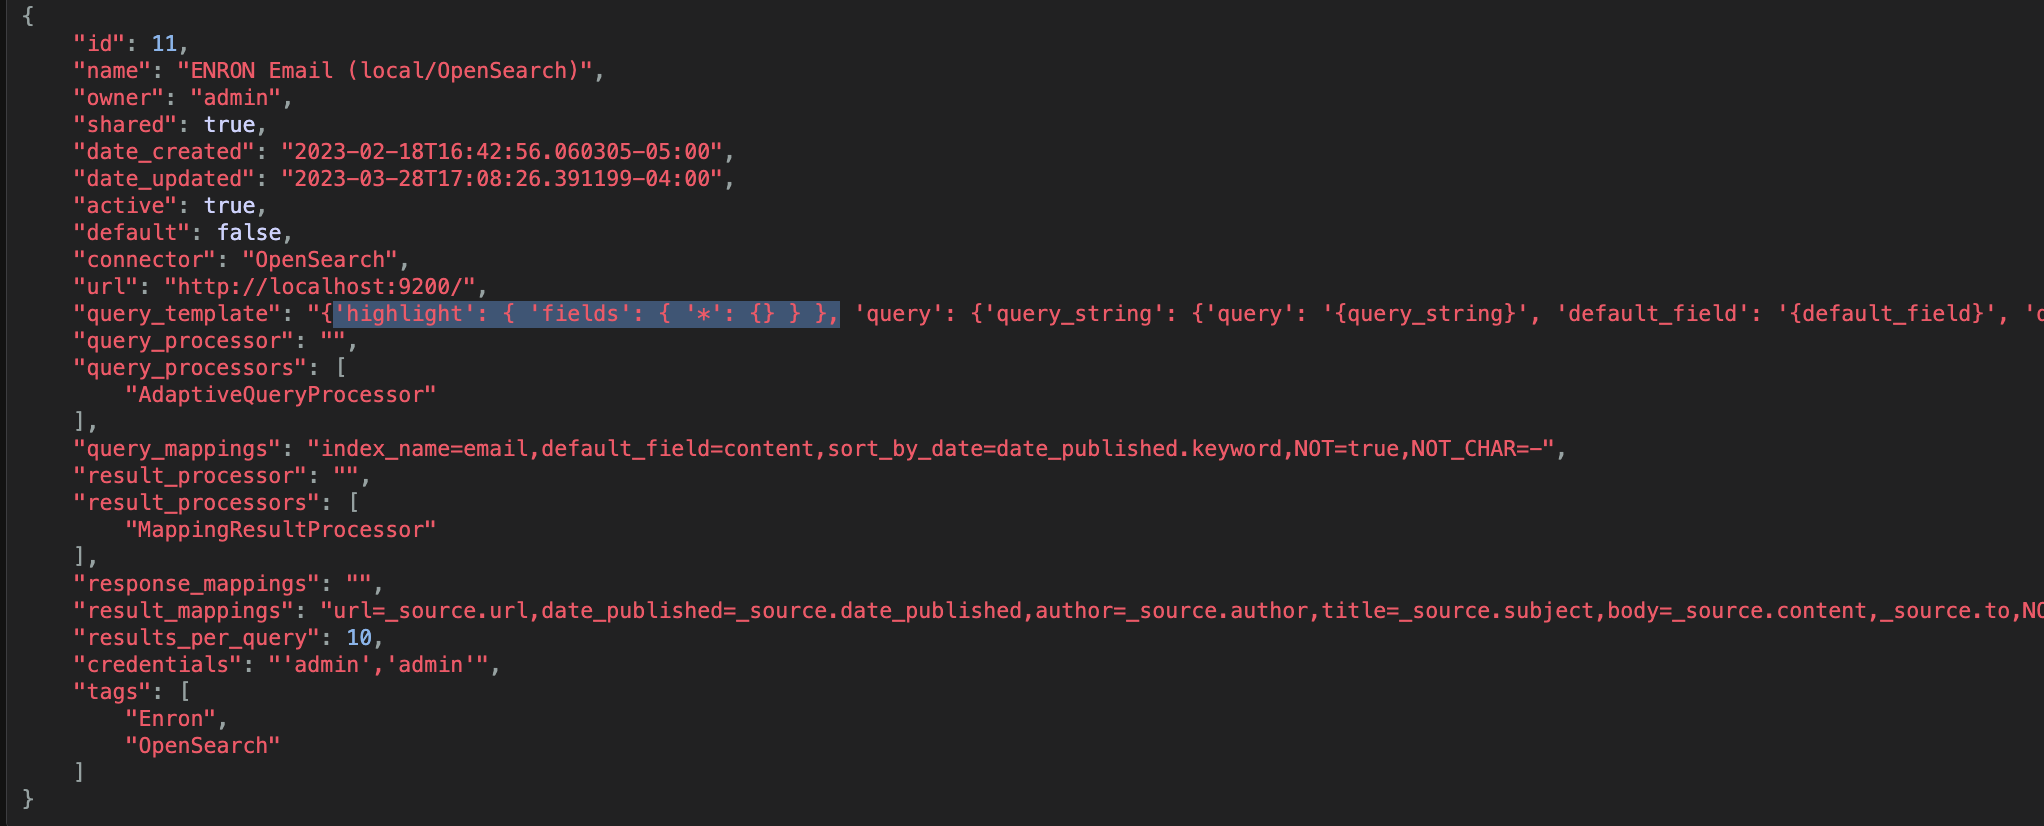 {
"id": 11,
"name": "ENRON Email (local/OpenSearch)",
"owner": "admin",
"shared": true,
"date_created": "2023-02-18T16:42:56.060305-05:00",
"date_updated": "2023-03-28T17:08:26.391199-04:00",
"active": true,
"default": false,
"connector": "OpenSearch",
"url": "http://localhost:9200/",
"query_template": "{'highlight': { 'fields': { '*': {} } }, 'query': {'query_string': {'query': '{query_string}', 'default_field': '{default_field}', '
"query_processor": "",
"query_processors": [
"AdaptiveQueryProcessor"
],
"query_mappings": "index_name=email,default_field=content,sort_by_date=date_published.keyword,NOT=true,NOT_CHAR=-",
"result_processor": "",
"result_processors": [
"MappingResultProcessor"
],
"response_mappings": "",
"result_mappings": "url=_source.url,date_published=_source.date_published,author=_source.author,title=_source.subject,body=_source.content,_source.to,NO
"results_per_query": 10,
"credentials": "'admin','admin'",
"tags": [
"Enron",
"OpenSearch"
]
}